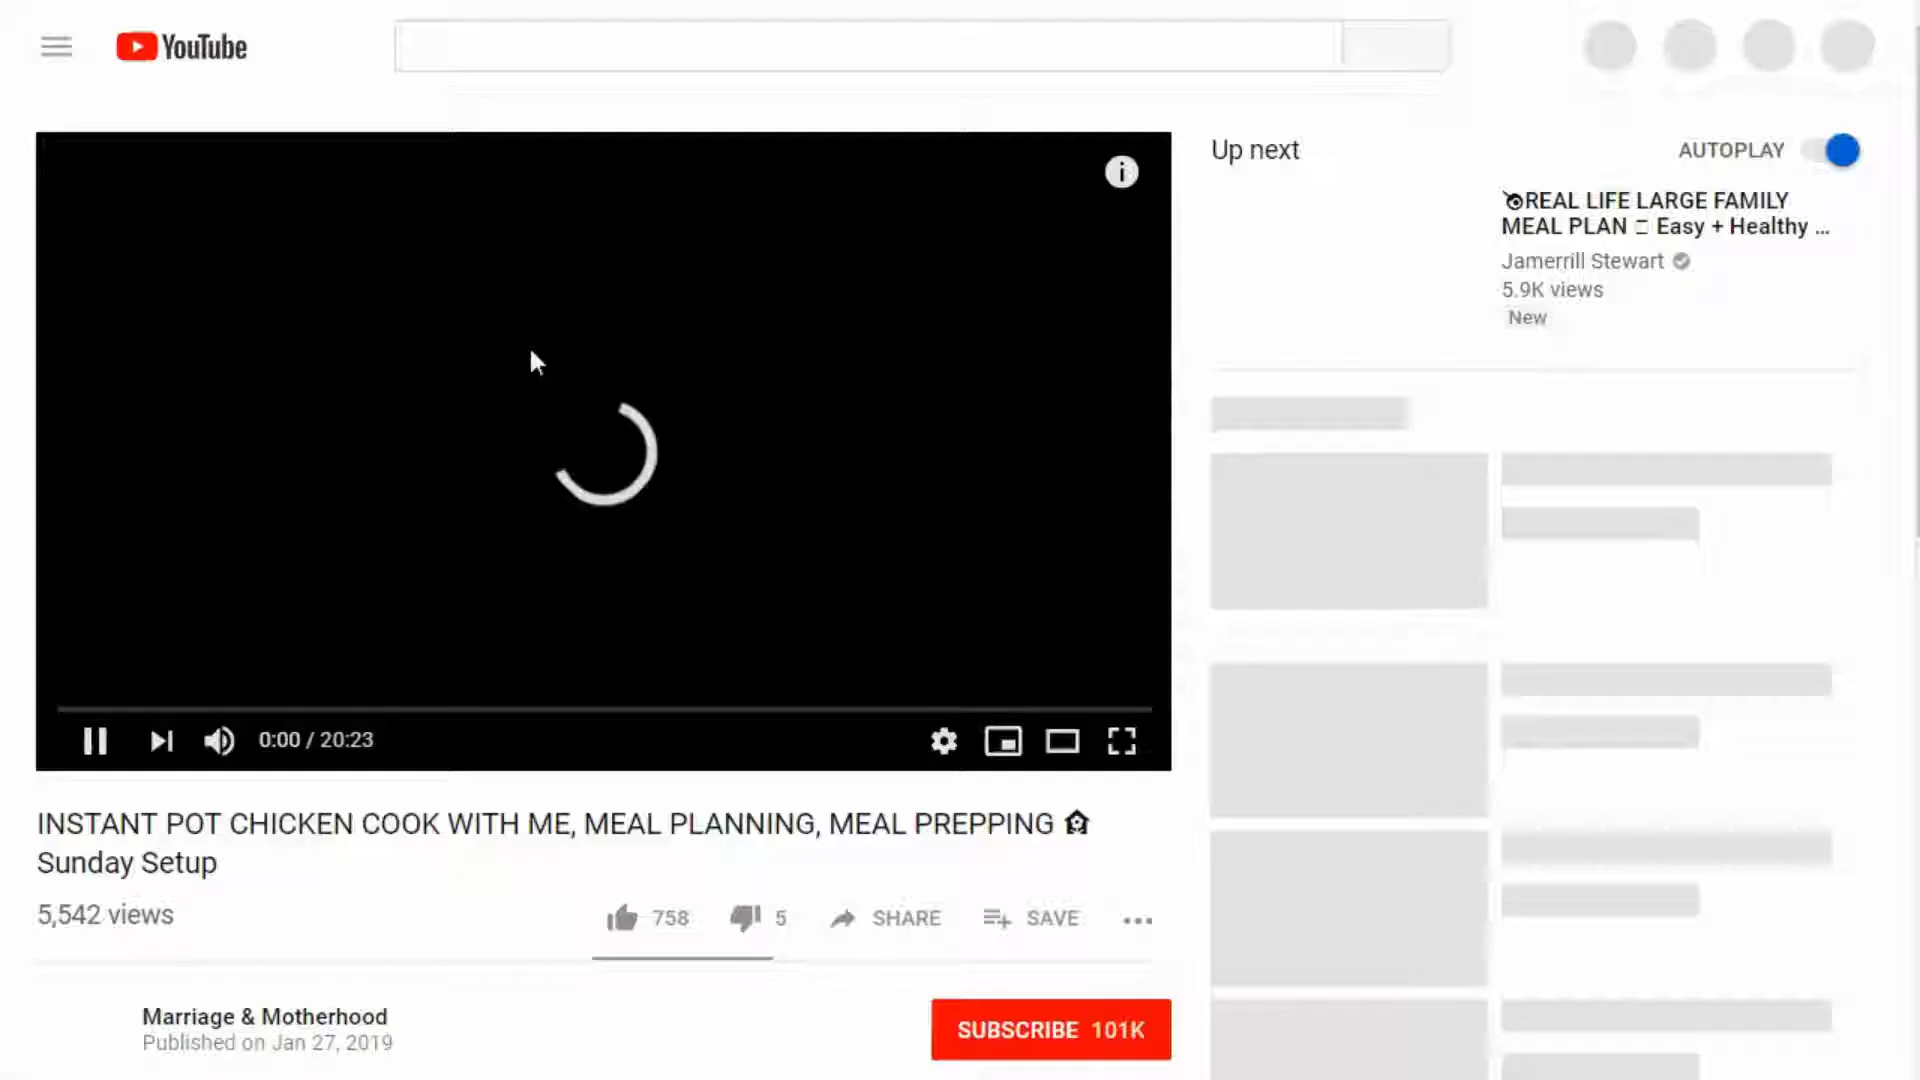 YouTube
Up next
AUTOPLAY
REAL LIFE LARGE FAMILY
MEAL PLAN Easy + Healthy ...
Jamerrill Stewart
5.9K views
New
0:00 / 20:23
INSTANT POT CHICKEN COOK WITH ME, MEAL PLANNING, MEAL PREPPING
Sunday Setup
5,542 views
758
5
SHARE
SAVE
Marriage & Motherhood
Published on Jan 27, 2019
SUBSCRIBE 101K